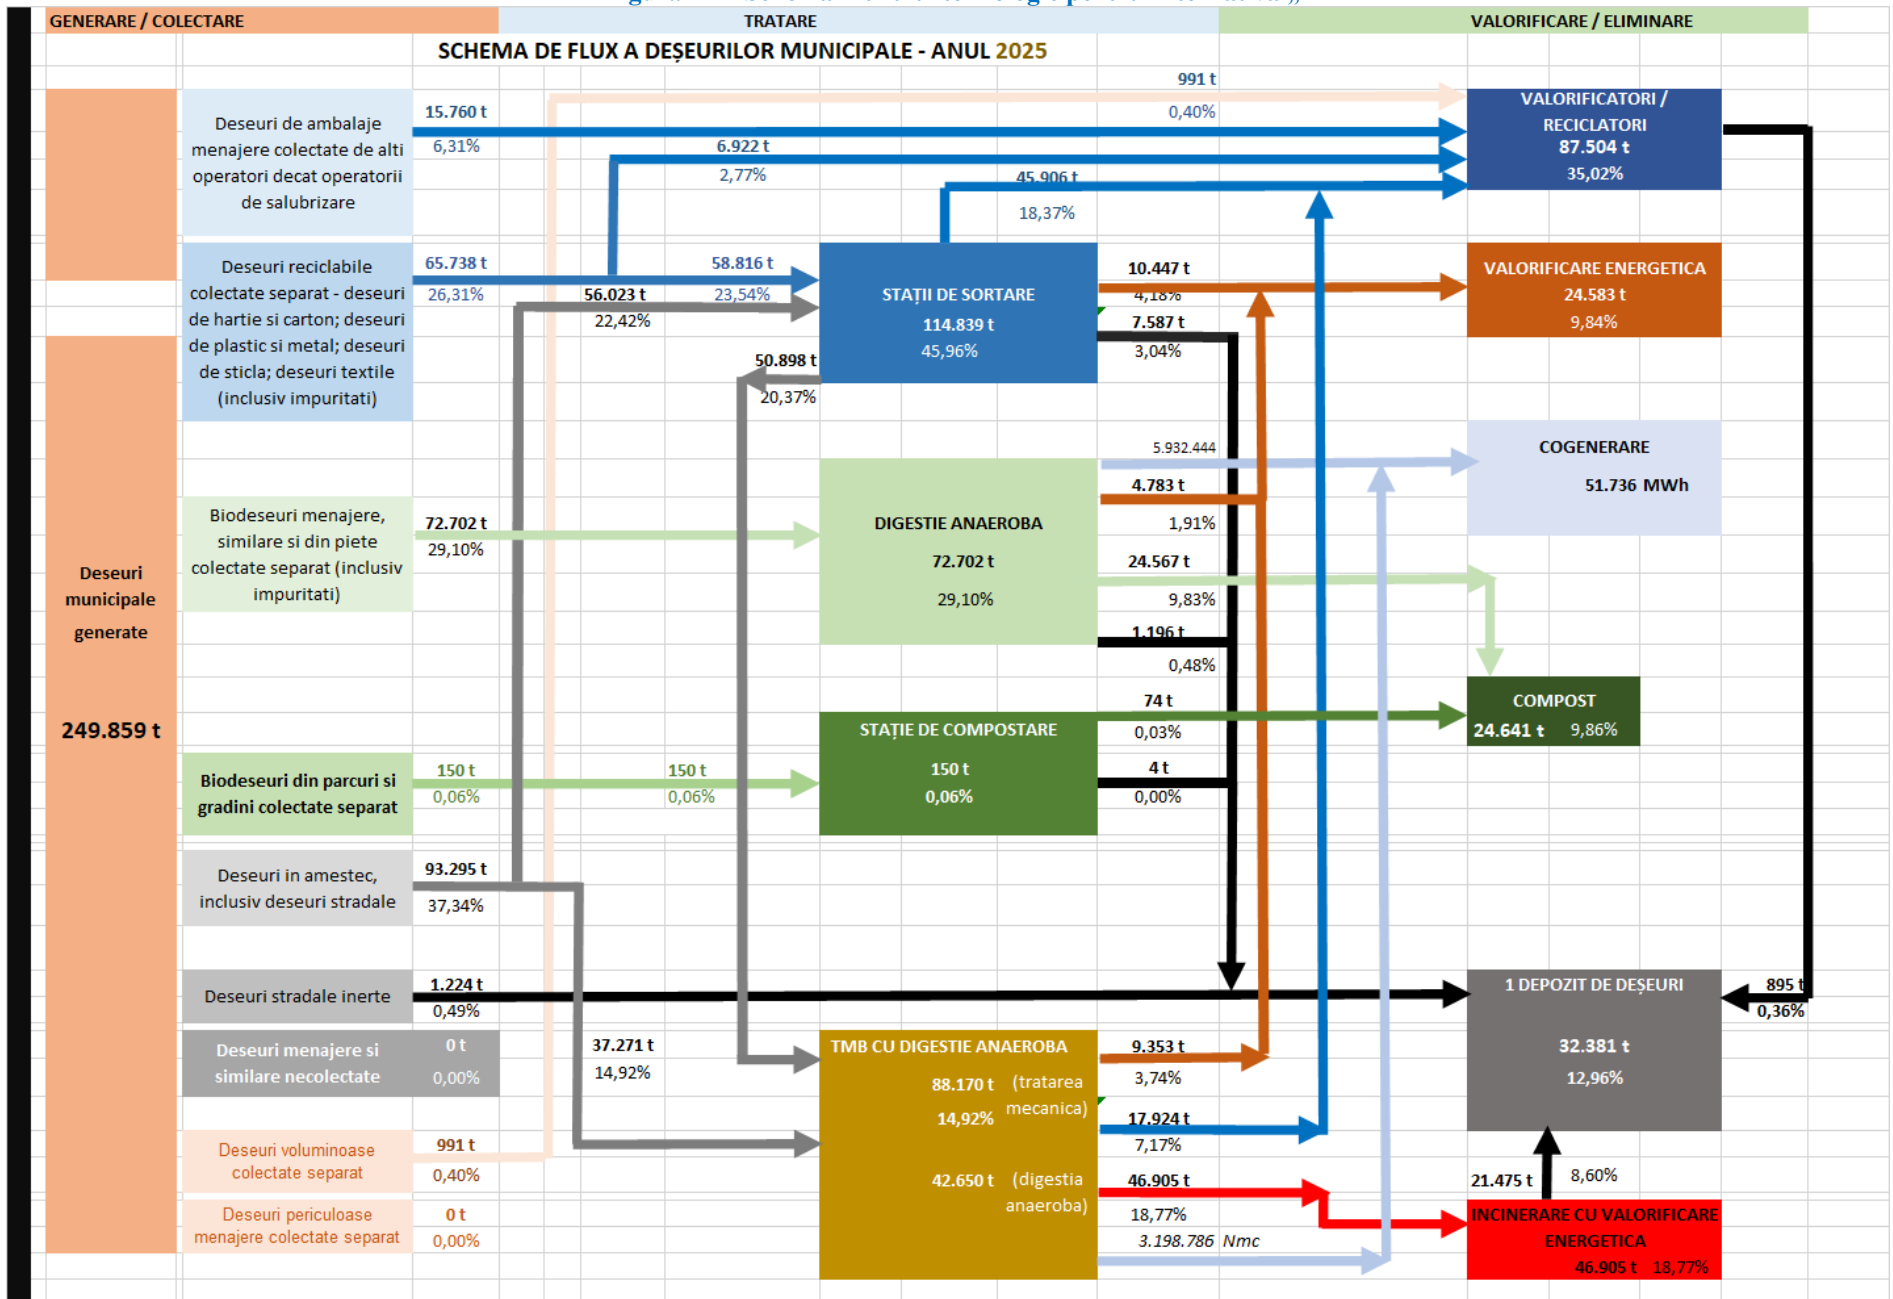 GENERARE / COLECTARE
TRATARE
VALORIFICARE / ELIMINARE
SCHEMA DE FLUX A DEȘEURILOR MUNICIPALE - ANUL 2025
991 t
0,40%
Deseuri de ambalaje
menajere colectate de alti
operatori decat operatorii
de salubrizare
15.760 t
6,31%
6.922 t
2,77%
45.906 t
18,37%
VALORIFICATORI /
RECICLATORI
87.504 t
35,02%
Deseuri reciclabile
colectate separat - deseuri
de hartie si carton; deseuri
de plastic si metal; deseuri
de sticla; deseuri textile
(inclusiv impuritati)
65.738 t
26,31%
58.816 t
23,54%
56.023 t
22,42%
50.898 t
20,37%
STAȚII DE SORTARE
114.839 t
45,96%
10.447 t
4,18%
7.587 t
3,04%
VALORIFICARE ENERGETICA
24.583 t
9,84%
5.932.444
COGENERARE
51.736 MWh
Deseuri
municipale
generate
249.859 t
Biodeseuri menajere,
similare si din piete
colectate separat (inclusiv
impuritati)
72.702 t
29,10%
DIGESTIE ANAEROBA
72.702 t
29,10%
4.783 t
1,91%
24.567 t
9,83%
1.196 t
0,48%
COMPOST
24.641 t 9,86%
Biodeseuri din parcuri si
gradini colectate separat
150 t
0,06%
150 t
0,06%
STAȚIE DE COMPOSTARE
150 t
0,06%
74 t
0,03%
4 t
0,00%
Deseuri in amestec,
inclusiv deseuri stradale
93.295 t
37,34%
Deseuri stradale inerte
1.224 t
0,49%
1 DEPOZIT DE DEȘEURI
32.381 t
12,96%
895 t
0,36%
Deseuri menajere si
similare necolectate
0 t
0,00%
37.271 t
14,92%
TMB CU DIGESTIE ANAEROBA
88.170 t (tratarea
mecanica)
14,92%
42.650 t (digestia
anaeroba)
9.353 t
3,74%
17.924 t
7,17%
46.905 t
18,77%
3.198.786 Nmc
Deseuri voluminoase
colectate separat
991 t
0,40%
Deseuri periculoase
menajere colectate separat
0 t
0,00%
21.475 t 8,60%
INCINERARE CU VALORIFICARE
ENERGETICA
46.905 t 18,77%